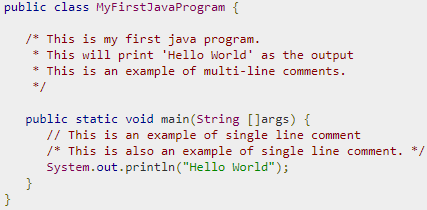 public class MyFirstJavaProgram {
/* This is my first java program.
* This will print 'Hello World' as the output
* This is an example of multi-line comments.
*/
public static void main(String []args) {
// This is an example of single line comment
/* This is also an example of single line comment. */
System.out.println("Hello World");
}
}